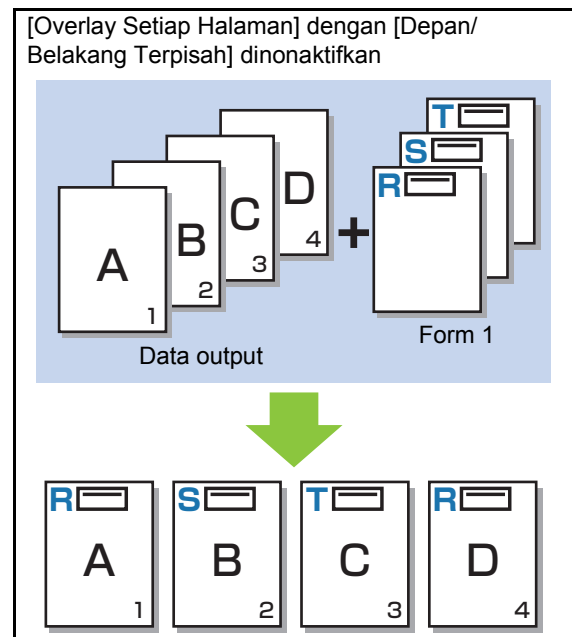 [Overlay Setiap Halaman] dengan [Depan/
Belakang Terpisah] dinonaktifkan
A
1
B
2
C
3
D
4
+
R
S
T
Data output
Form 1
R
A
1
S
B
2
T
C
3
R
D
4